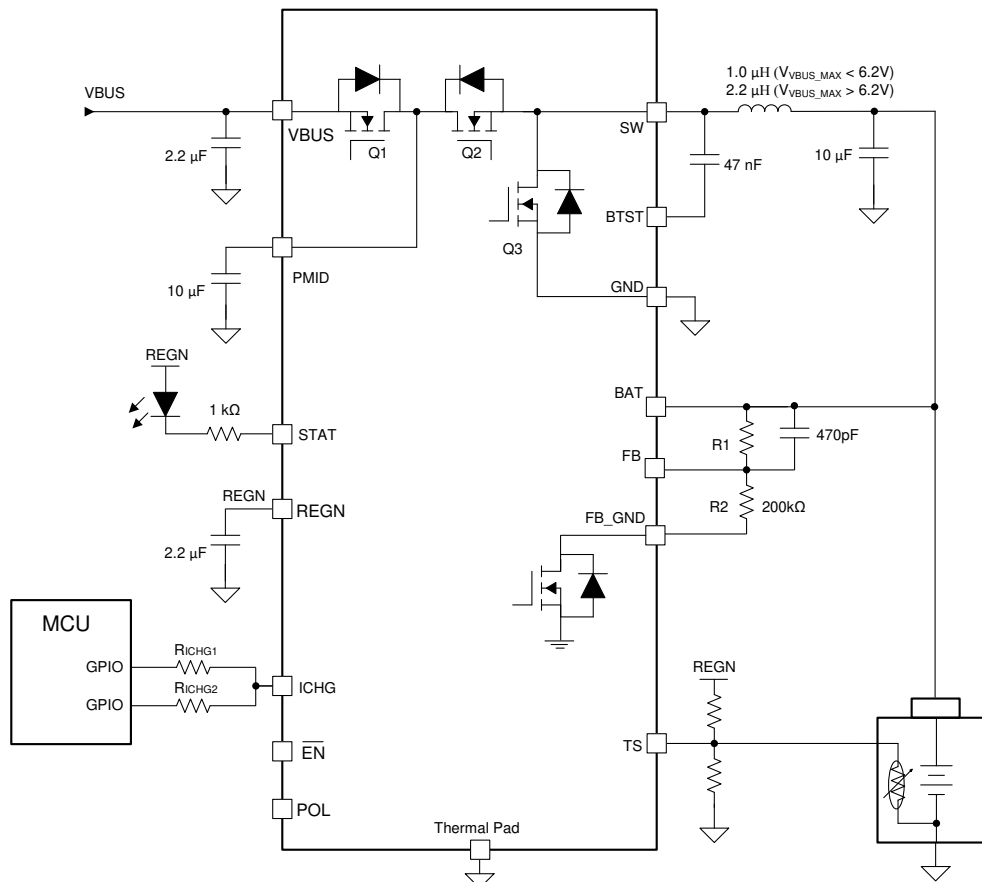 1.0 µH (VVBUS_MAX < 6.2V)
2.2 µH (VVBUS_MAX > 6.2V)
VBUS
VBUS
Q1
Q2
SW
2.2 µF
47 nF
10 µF
BTST
Q3
PMID
GND
10 µF
REGN
BAT
1 kΩ
STAT
R1
470pF
FB
REGN
REGN
R2
200kΩ
FB_GND
2.2 µF
MCU
GPIO
RICHG1
ICHG
GPIO
RICHG2
REGN
EN
TS
POL
Thermal Pad